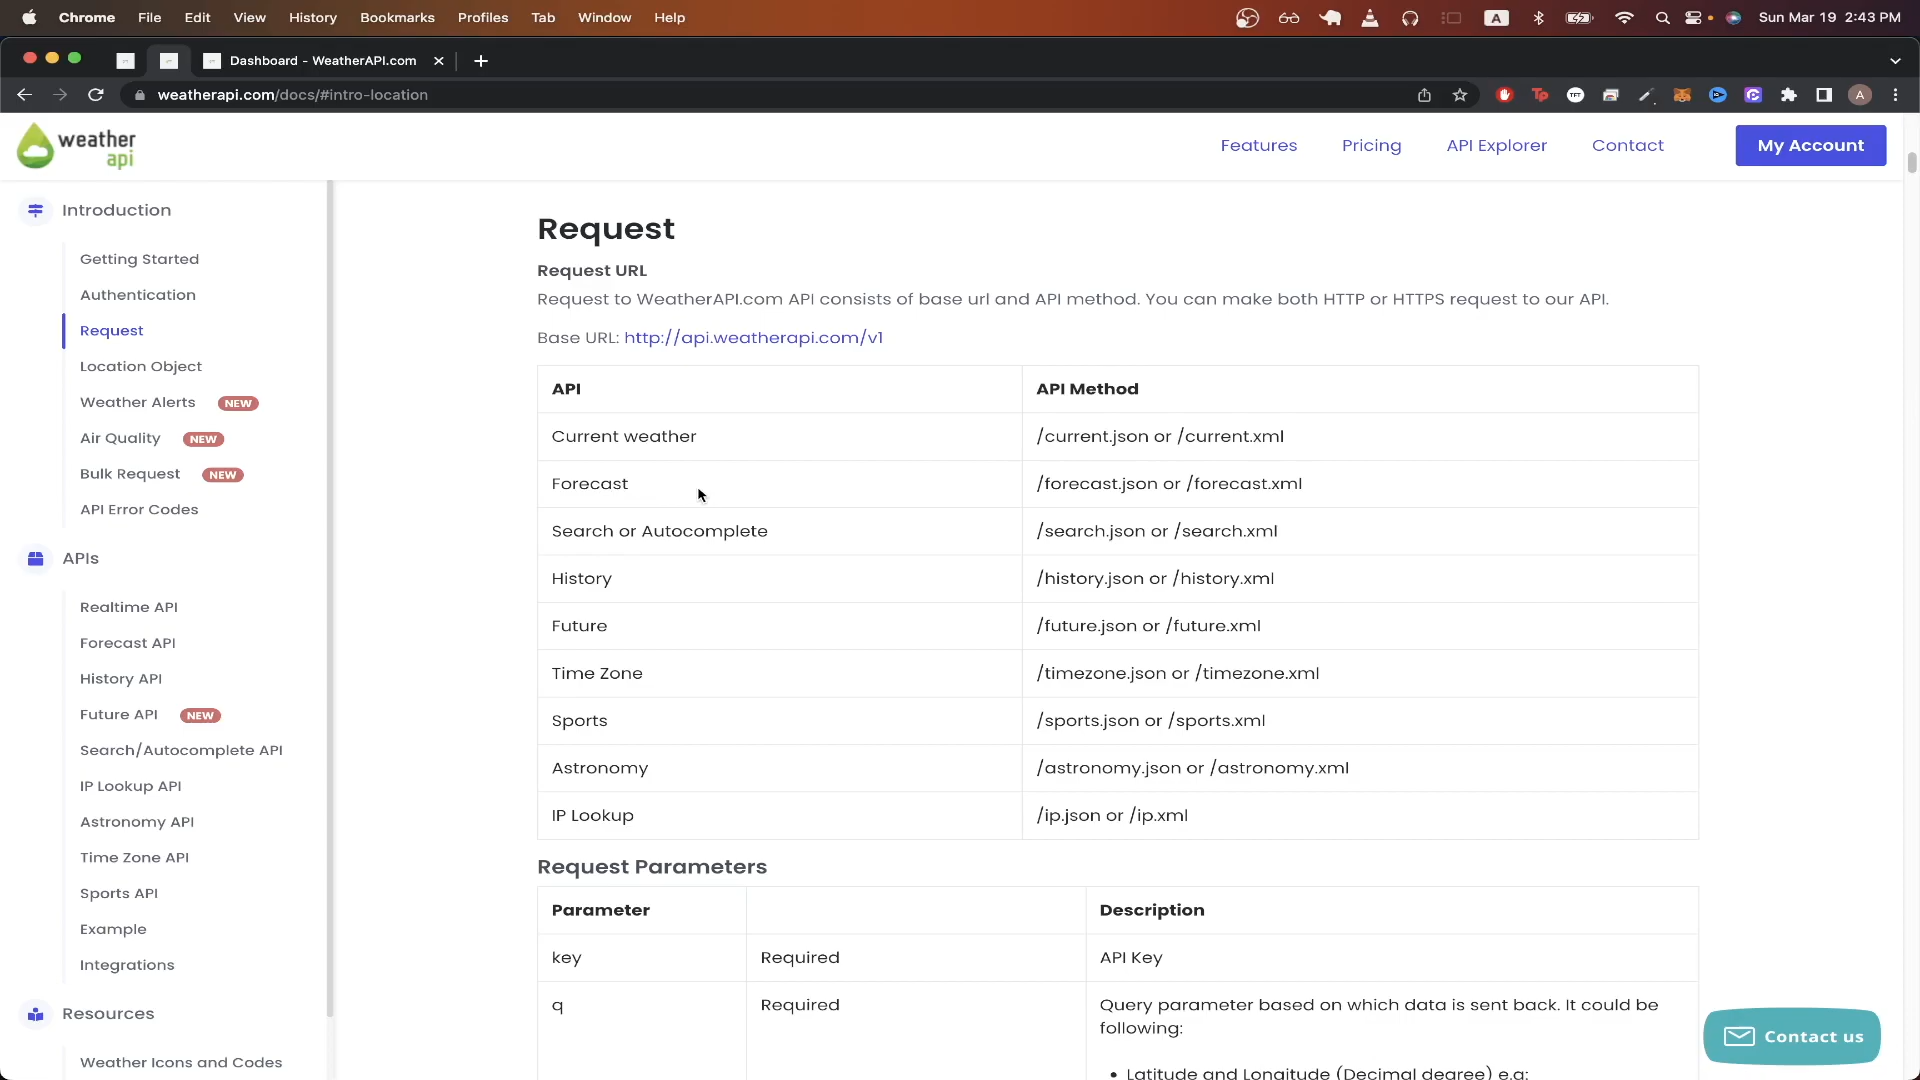 Chrome File Edit View History Bookmarks Profiles Tab Window Help
A
Sun Mar 19 2:43 PM
Dashboard - WeatherAPI.com
weatherapi.com/docs/#intro-location
A
weather
api
Features Pricing API Explorer Contact My Account
Introduction
Getting Started
Authentication
Request
Location Object
Weather Alerts NEW
Air Quality NEW
Bulk Request NEW
API Error Codes
APIs
Realtime API
Forecast API
History API
Future API NEW
Search/Autocomplete API
IP Lookup API
Astronomy API
Time Zone API
Sports API
Example
Integrations
Resources
Weather Icons and Codes
Request
Request URL
Request to WeatherAPI.com API consists of base url and API method. You can make both HTTP or HTTPS request to our API.
Base URL: http://api.weatherapi.com/v1
API API Method
Current weather /current.json or /current.xml
Forecast /forecast.json or /forecast.xml
Search or Autocomplete /search.json or /search.xml
History /history.json or /history.xml
Future /future.json or /future.xml
Time Zone /timezone.json or /timezone.xml
Sports /sports.json or /sports.xml
Astronomy /astronomy.json or /astronomy.xml
IP Lookup /ip.json or /ip.xml
Request Parameters
Parameter Description
key Required API Key
q Required Query parameter based on which data is sent back. It could be
following:
• Latitude and Longitude (Decimal degree) e.g:
Contact us